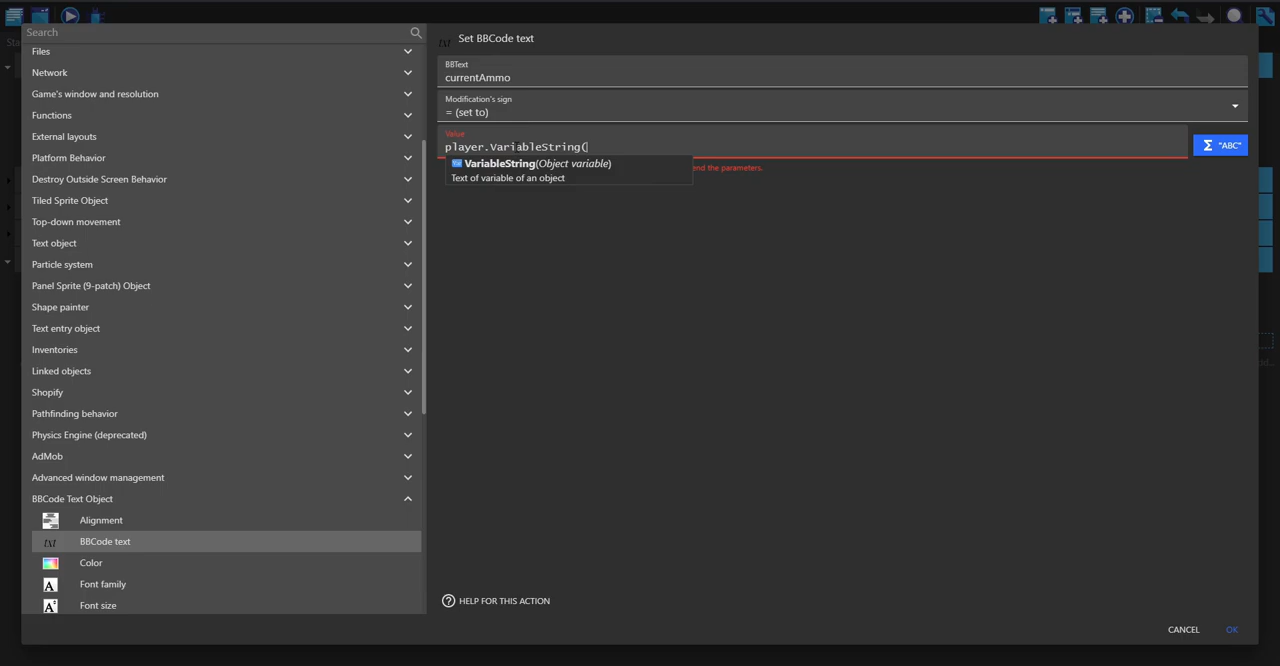 Search
Files
Network
Game's window and resolution
Functions
External layouts
Platform Behavior
Destroy Outside Screen Behavior
Tiled Sprite Object
Top-down movement
Text object
Particle system
Panel Sprite (9-patch) Object
Shape painter
Text entry object
Inventories
Linked objects
Shopify
Pathfinding behavior
Physics Engine (deprecated)
AdMob
Advanced window management
BBCode Text Object
Alignment
txt BBCode text
Color
A Font family
A Font size
txt Set BBCode text
BBText
currentAmmo
Modification's sign
= (set to)
Value
player.VariableString(
Σ "ABC"
VariableString(Object variable)
Text of variable of an object
end the parameters.
? HELP FOR THIS ACTION
CANCEL
OK